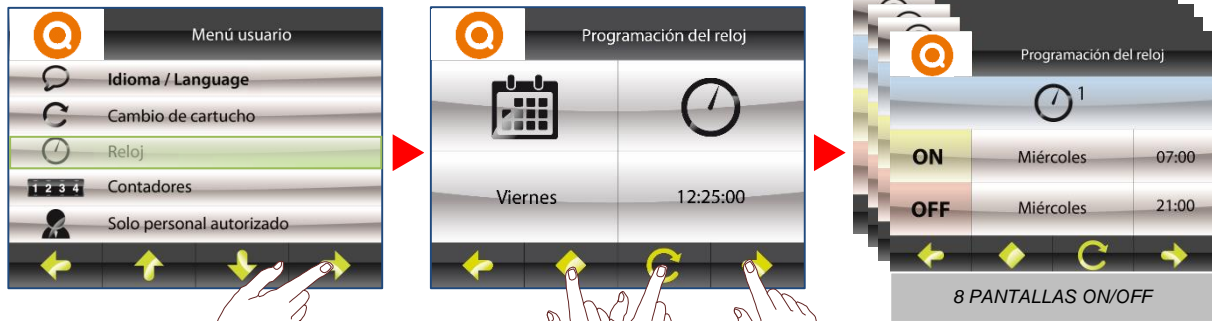 Menú usuario
Idioma / Language
Cambio de cartucho
Reloj
1 2 3 4 Contadores
Solo personal autorizado
Programación del reloj
Viernes 12:25:00
Programación del reloj
1
ON Miércoles 07:00
OFF Miércoles 21:00
8 PANTALLAS ON/OFF